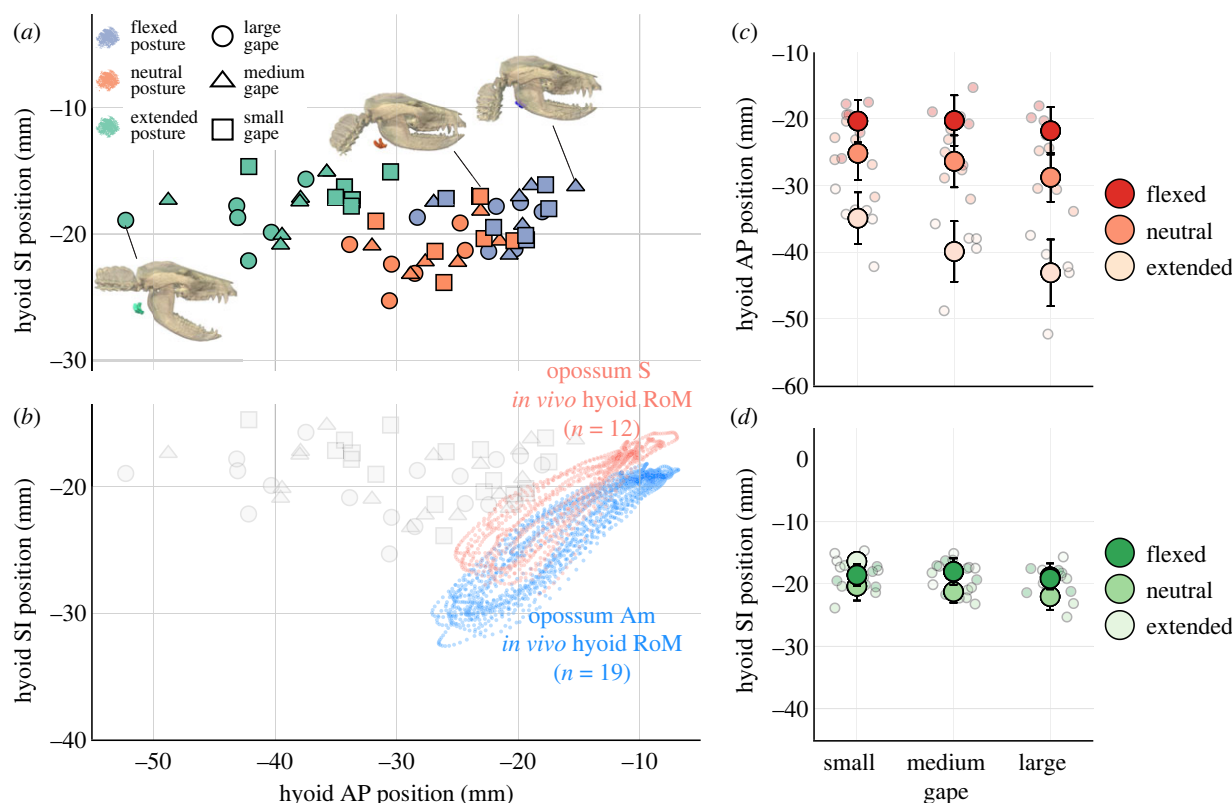 (a)
flexed
posture
neutral
posture
extended
posture
large
gape
medium
gape
small
gape
hyoid SI position (mm)
–10
–20
–30
(b)
opossum S
in vivo hyoid RoM
(n = 12)
opossum Am
in vivo hyoid RoM
(n = 19)
hyoid SI position (mm)
–20
–30
–40
–50
–40
–30
–20
–10
hyoid AP position (mm)
(c)
hyoid AP position (mm)
–10
–20
–30
–40
–50
–60
flexed
neutral
extended
(d)
hyoid SI position (mm)
0
–10
–20
–30
–40
flexed
neutral
extended
small
medium
large
gape